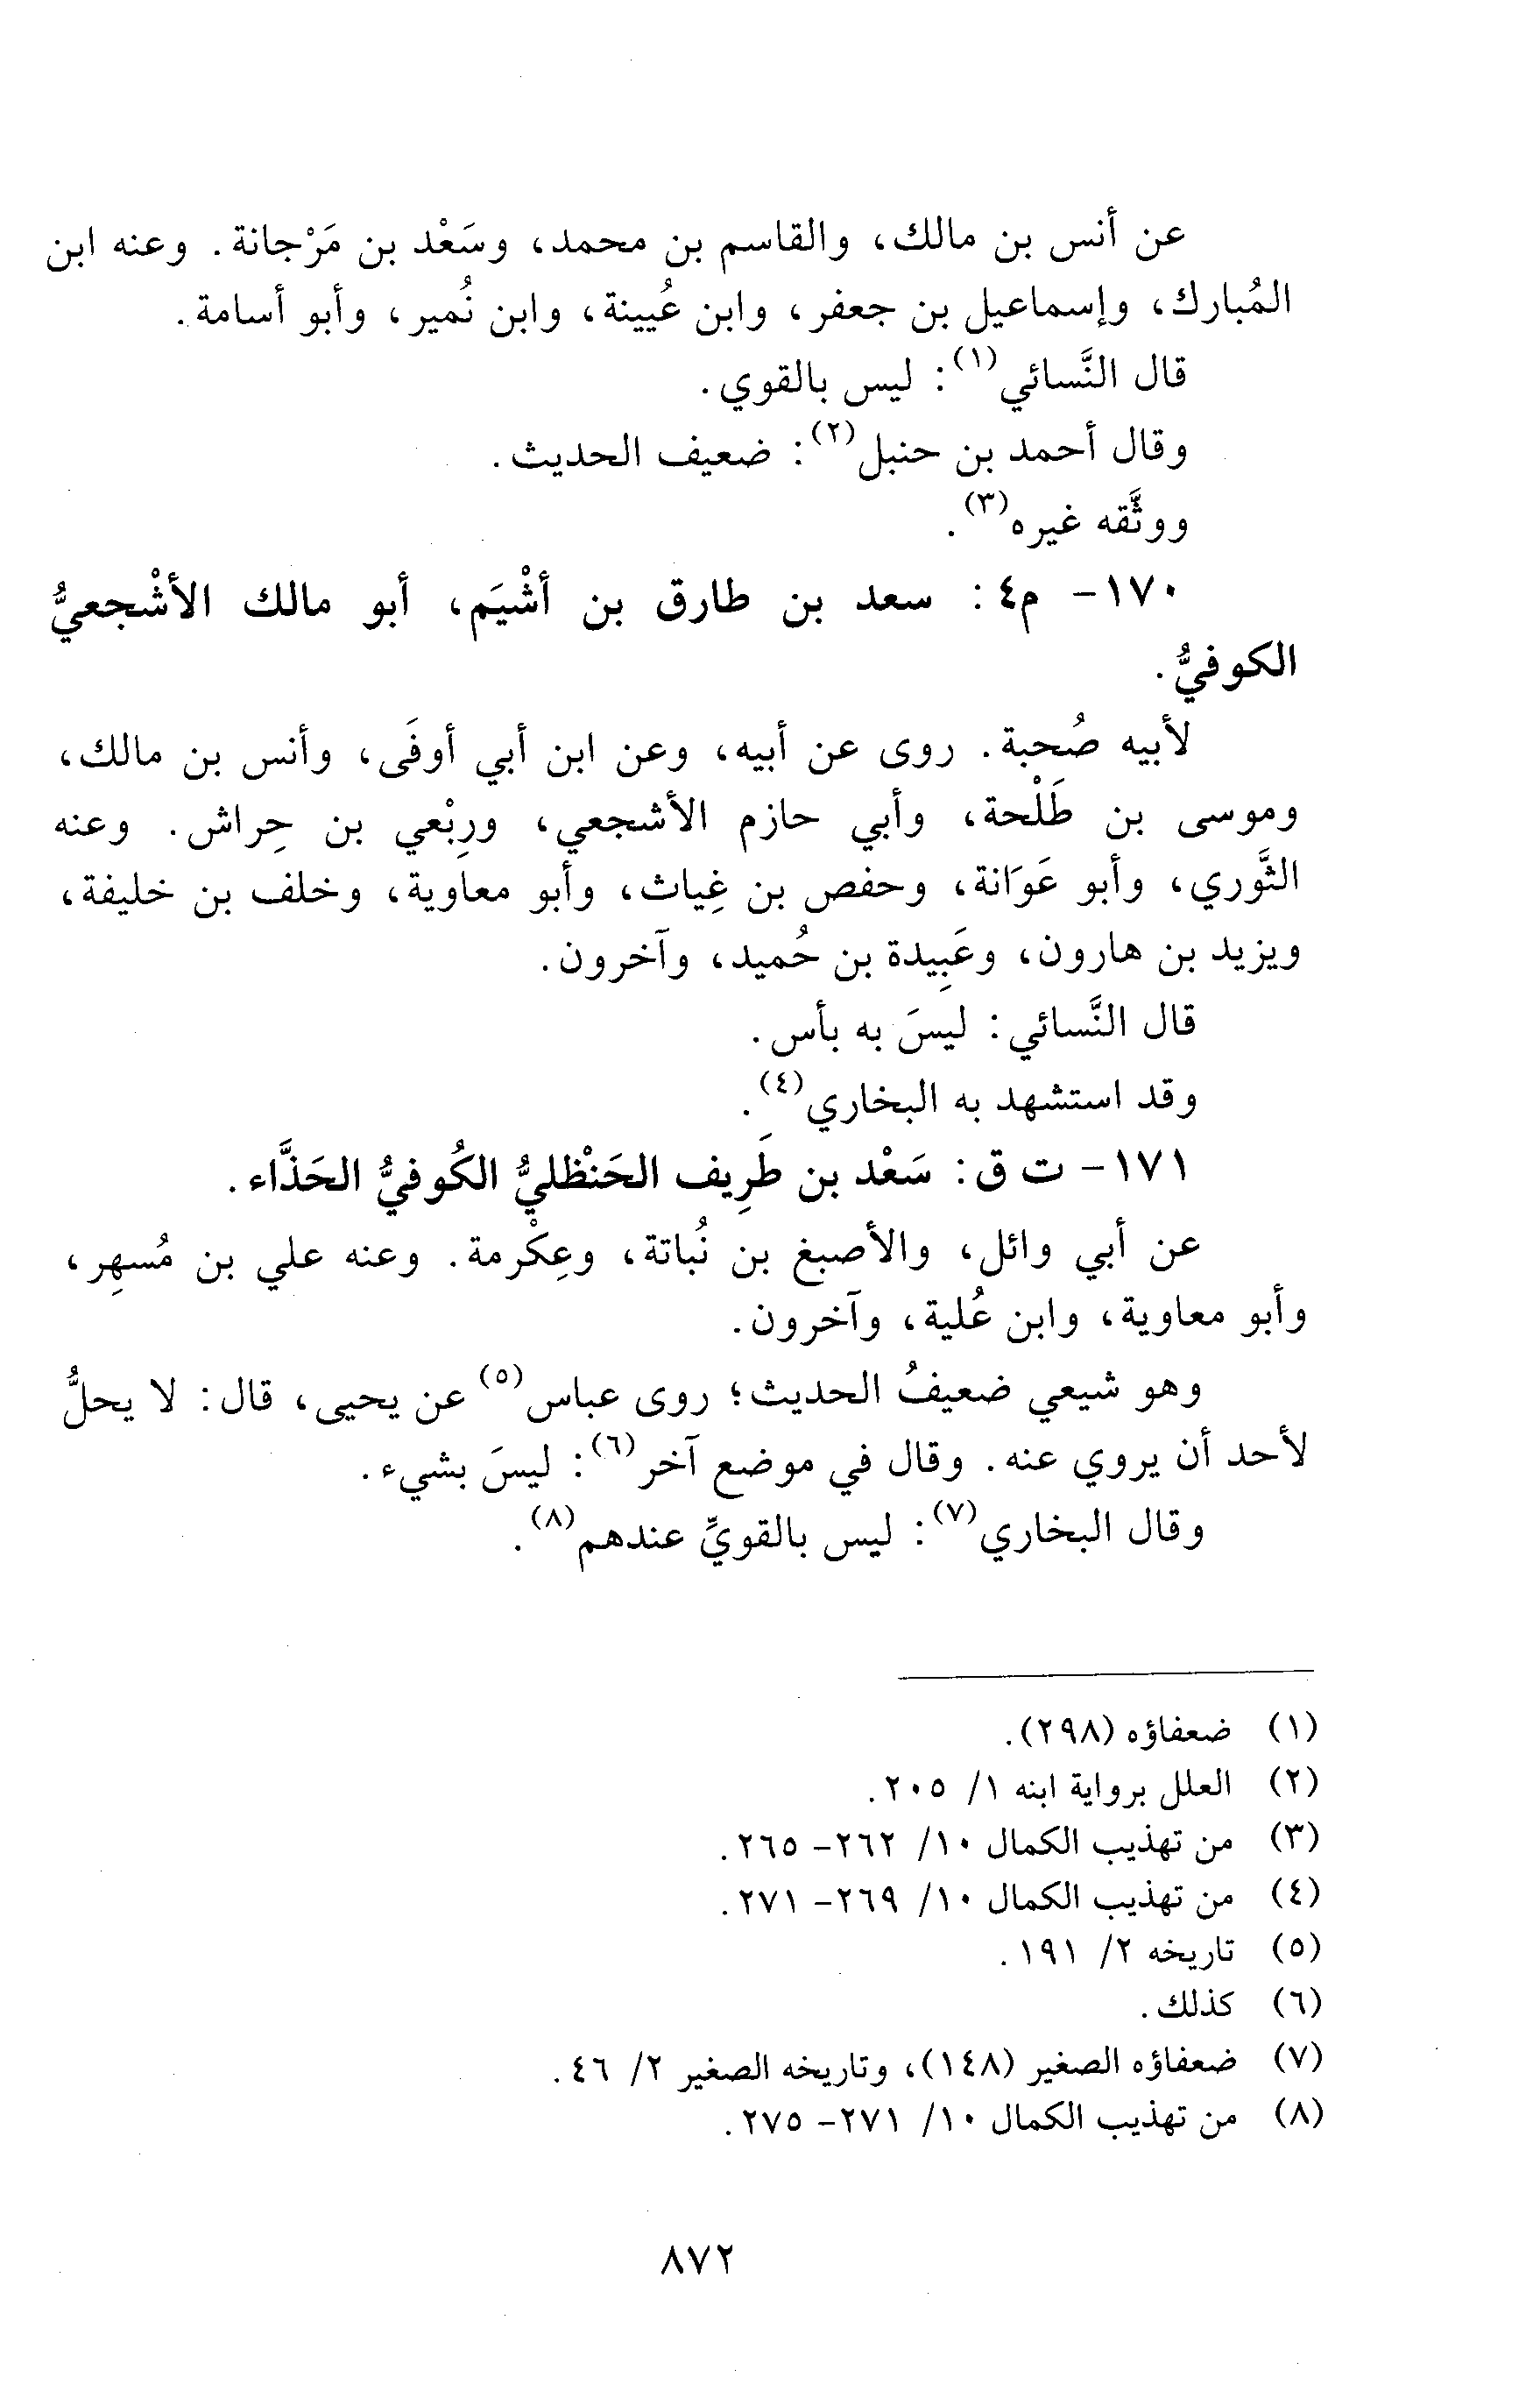 عن أنس بن مالك، والقاسم بن محمد، وسَعْد بن مَرْجانة. وعنه ابن
المُبارك، وإسماعيل بن جعفر، وابن عُيينة، وابن نُمير، وأبو أسامة.
قال النَّسائي(١): ليس بالقوي.
وقال أحمد بن حنبل(٢): ضعيف الحديث.
ووثَّقه غيره(٣).
١٧٠- م٤: سعد بن طارق بن أشْيَم، أبو مالك الأشْجعيُّ
الكوفيُّ.
لأبيه صُحبة. روى عن أبيه، وعن ابن أبي أوفَى، وأنس بن مالك،
وموسى بن طَلْحة، وأبي حازم الأشجعي، ورِبْعي بن حِراش. وعنه
الثَّوري، وأبو عَوَانة، وحفص بن غِياث، وأبو معاوية، وخلف بن خليفة،
ويزيد بن هارون، وعَبِيدة بن حُميد، وآخرون.
قال النَّسائي: ليسَ به بأس.
وقد استشهد به البخاري(٤).
١٧١- ت ق: سَعْد بن طَرِيف الحَنْظليُّ الكُوفيُّ الحَذَّاء.
عن أبي وائل، والأصبغ بن نُباتة، وعِكْرمة. وعنه علي بن مُسهِر،
وأبو معاوية، وابن عُلية، وآخرون.
وهو شيعي ضعيفُ الحديث؛ روى عباس(٥) عن يحيى، قال: لا يحلُّ
لأحد أن يروي عنه. وقال في موضع آخر(٦): ليسَ بشيء.
وقال البخاري(٧): ليس بالقويِّ عندهم(٨).
(١) ضعفاؤه (٢٩٨).
(٢) العلل برواية ابنه ١/ ٢٠٥.
(٣) من تهذيب الكمال ١٠/ ٢٦٢- ٢٦٥.
(٤) من تهذيب الكمال ١٠/ ٢٦٩- ٢٧١.
(٥) تاريخه ٢/ ١٩١.
(٦) كذلك.
(٧) ضعفاؤه الصغير (١٤٨)، وتاريخه الصغير ٢/ ٤٦.
(٨) من تهذيب الكمال ١٠/ ٢٧١- ٢٧٥.
٨٧٢